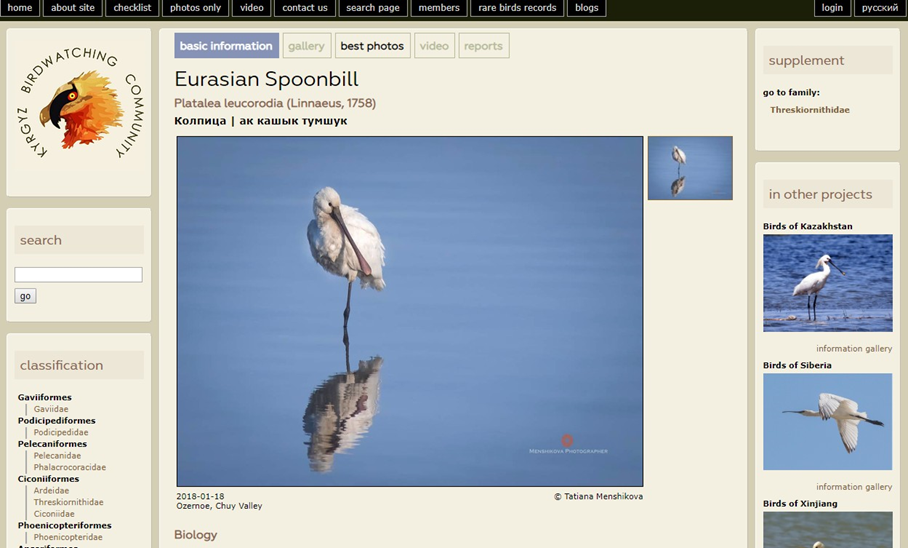 home
about site
checklist
photos only
video
contact us
search page
members
rare birds records
blogs
login
русский
KYRGYZ BIRDWATCHING COMMUNITY
search
go
classification
Gaviiformes
Gaviidae
Podicipediformes
Podicipedidae
Pelecaniformes
Pelecanidae
Phalacrocoracidae
Ciconiiformes
Ardeidae
Threskiornithidae
Ciconiidae
Phoenicopteriformes
Phoenicopteridae
basic information
gallery
best photos
video
reports
Eurasian Spoonbill
Platalea leucorodia (Linnaeus, 1758)
Колпица | ак кашык тумшук
MENSHIKOVA PHOTOGRAPHER
2018-01-18
© Tatiana Menshikova
Ozernoe, Chuy Valley
Biology
supplement
go to family:
Threskiornithidae
in other projects
Birds of Kazakhstan
information gallery
Birds of Siberia
information gallery
Birds of Xinjiang